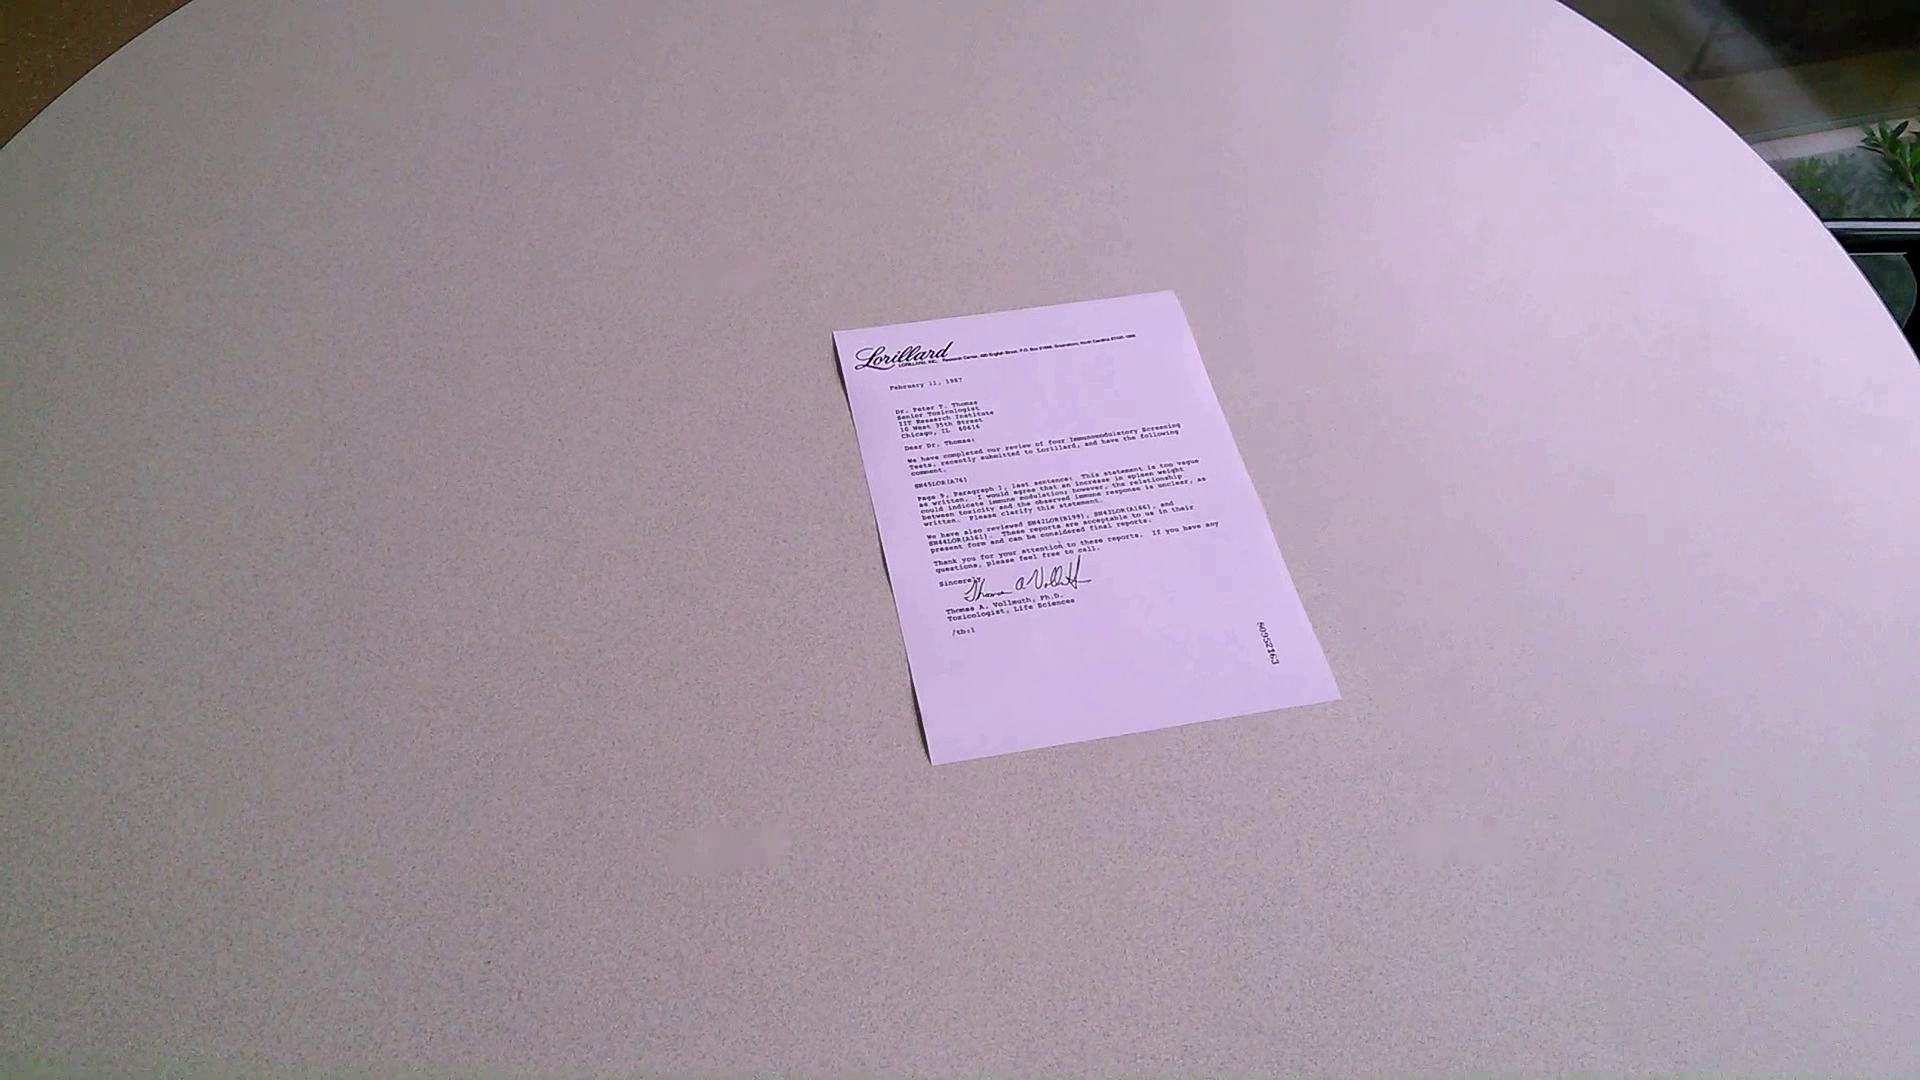 Lorillard
LORILLARD, INC. Research Center, 420 English Street, P.O. Box 21688, Greensboro, North Carolina 27420-1688
February 11, 1987
Dr. Peter T. Thomas
Senior Toxicologist
IIT Research Institute
10 West 35th Street
Chicago, IL 60616
Dear Dr. Thomas:
We have completed our review of four Immunomodulatory Screening
Tests, recently submitted to Lorillard, and have the following
comment.
SN45LOR(A76)
Page 9, Paragraph 1, last sentence: This statement is too vague
as written. I would agree that an increase in spleen weight
could indicate immune modulation; however, the relationship
between toxicity and the observed immune response is unclear, as
written. Please clarify this statement.
We have also reviewed SN42LOR(B199), SN42LOR(A166), and
SN44LOR(A161). These reports are acceptable to us in their
present form and can be considered final reports.
Thank you for your attention to these reports. If you have any
questions, please feel free to call.
Sincerely
Thomas A Vollmuth
Thomas A. Vollmuth, Ph.D.
Toxicologist, Life Sciences
/tb:1